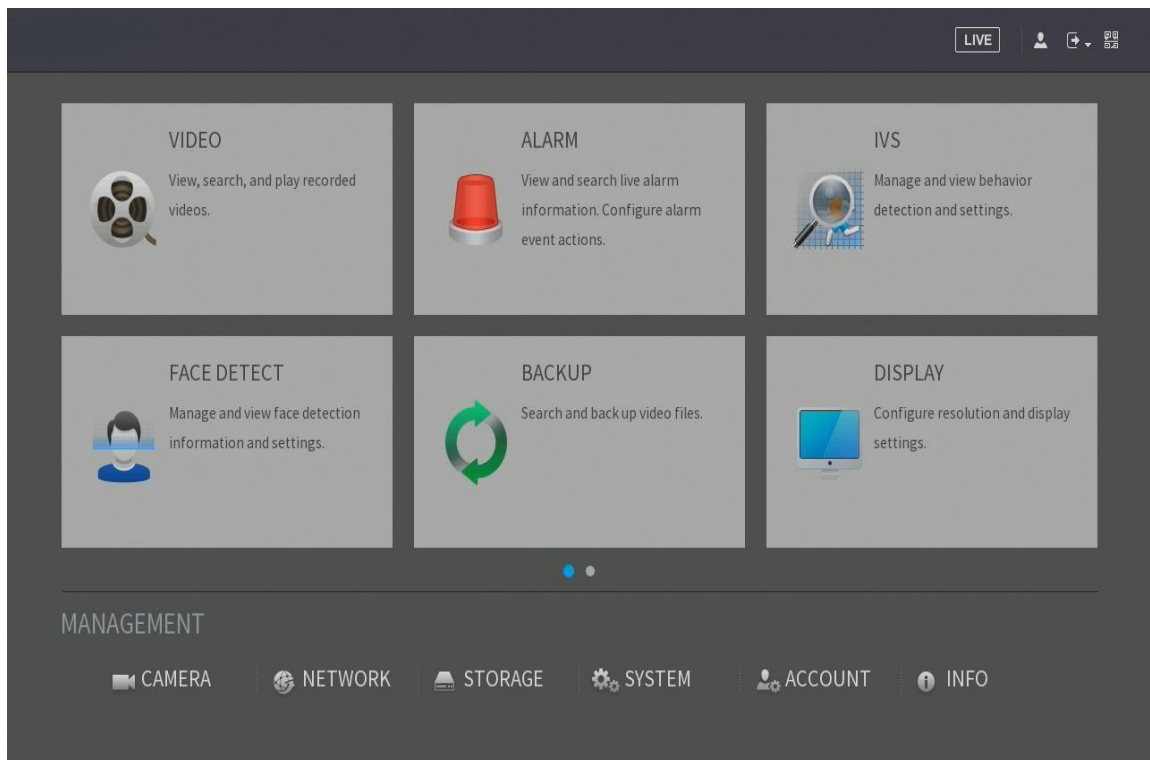 LIVE
VIDEO
View, search, and play recorded
videos.
ALARM
View and search live alarm
information. Configure alarm
event actions.
IVS
Manage and view behavior
detection and settings.
FACE DETECT
Manage and view face detection
information and settings.
BACKUP
Search and back up video files.
DISPLAY
Configure resolution and display
settings.
MANAGEMENT
CAMERA
NETWORK
STORAGE
SYSTEM
ACCOUNT
INFO